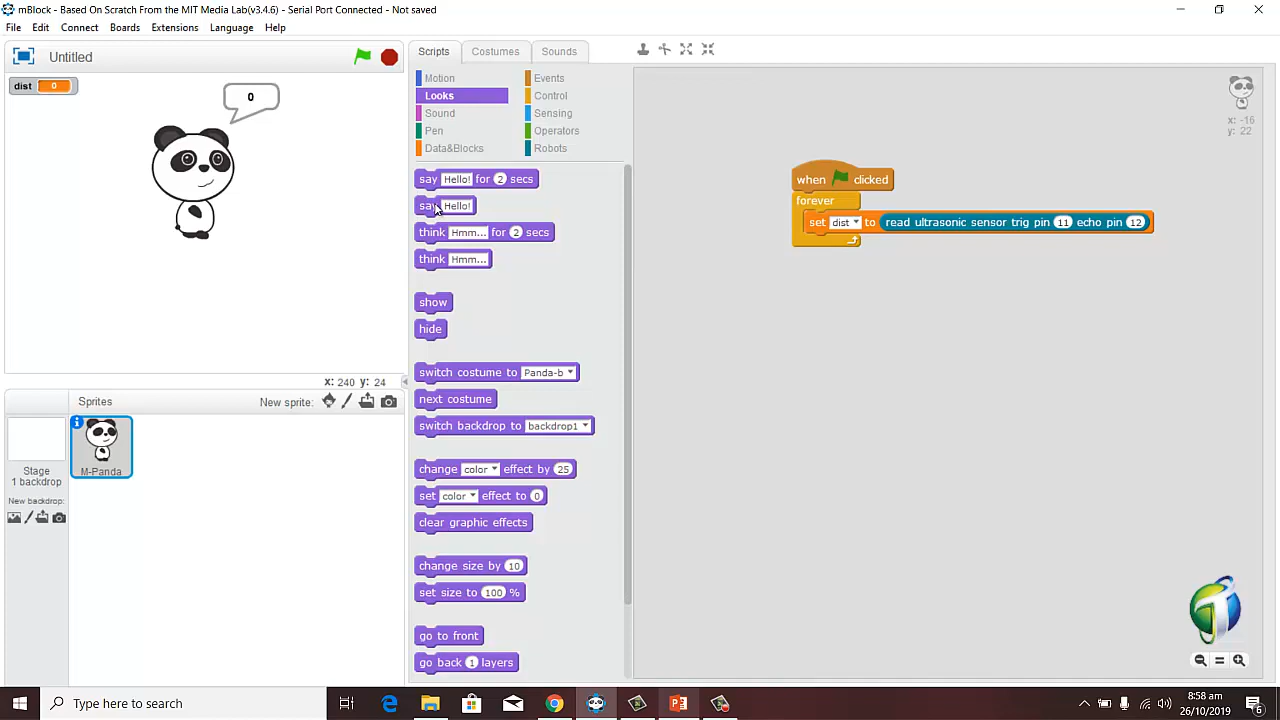 mBlock - Based On Scratch From the MIT Media Lab(v3.4.6) - Serial Port Connected - Not saved
File Edit Connect Boards Extensions Language Help
Untitled
Scripts Costumes Sounds
dist 0
0
Motion Events
Looks Control
Sound Sensing
Pen Operators
Data&Blocks Robots
x: -16
y: 22
say Hello! for 2 secs
say Hello!
think Hmm... for 2 secs
think Hmm...
show
hide
switch costume to Panda-b
next costume
switch backdrop to backdrop1
change color effect by 25
set color effect to 0
clear graphic effects
change size by 10
set size to 100 %
go to front
go back 1 layers
when clicked
forever
set dist to read ultrasonic sensor trig pin 11 echo pin 12
x: 240 y: 24
Sprites New sprite:
Stage
1 backdrop
New backdrop:
M-Panda
Type here to search
8:58 am
26/10/2019
6